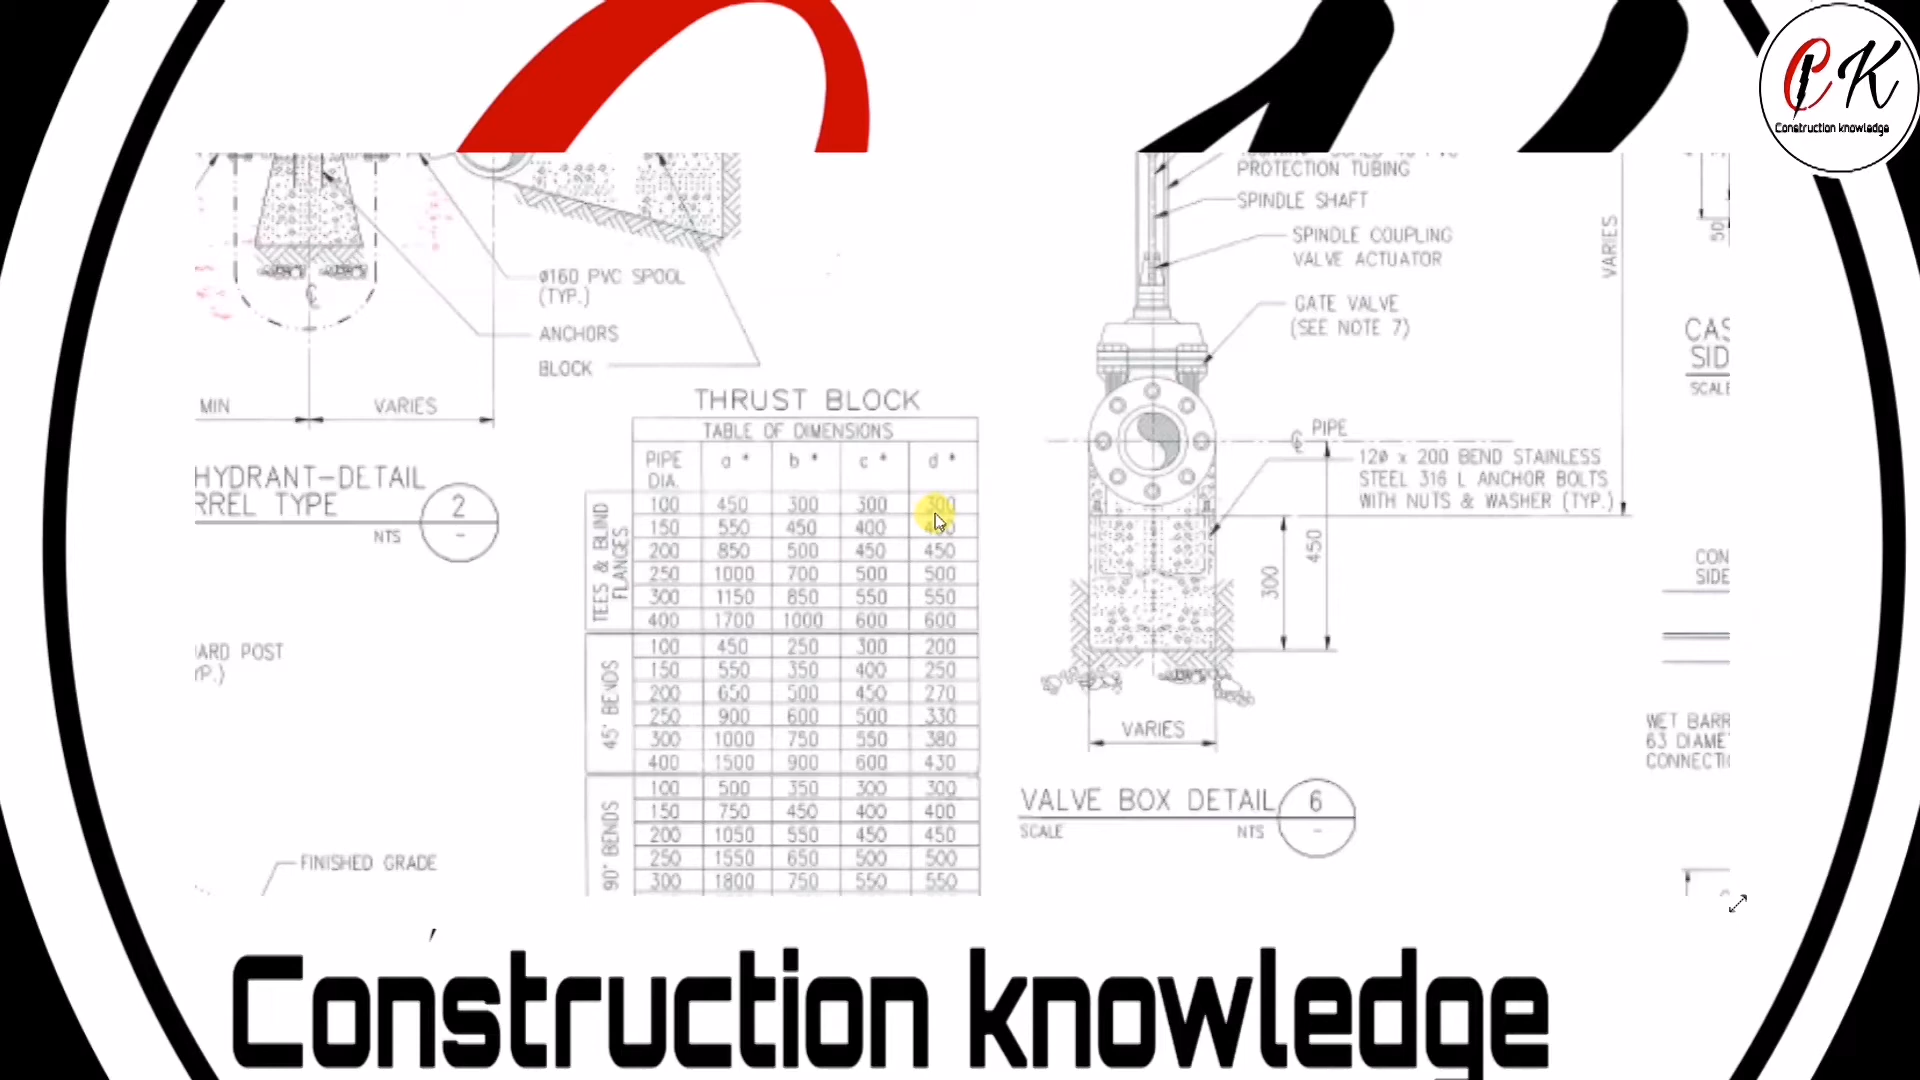 CK
Construction knowledge
PROTECTION TUBING
SPINDLE SHAFT
SPINDLE COUPLING
VALVE ACTUATOR
GATE VALVE
(SEE NOTE 7)
VARIES
50
ø160 PVC SPOOL
(TYP.)
ANCHORS
BLOCK
MIN
VARIES
HYDRANT-DETAIL
RREL TYPE
NTS
2
-
ARD POST
YP.)
FINISHED GRADE
THRUST BLOCK
TABLE OF DIMENSIONS
PIPE DIA. a * b * c * d *
TEES & BLIND FLANGES
100 450 300 300 300
150 550 450 400
200 850 500 450 450
250 1000 700 500 500
300 1150 850 550 550
400 1700 1000 600 600
45° BENDS
100 450 250 300 200
150 550 350 400 250
200 650 500 450 270
250 900 600 500 330
300 1000 750 550 380
400 1500 900 600 430
90° BENDS
100 500 350 300 300
150 750 450 400 400
200 1050 550 450 450
250 1550 650 500 500
300 1800 750 550 550
℄ PIPE
12ø x 200 BEND STAINLESS
STEEL 316 L ANCHOR BOLTS
WITH NUTS & WASHER (TYP.)
300
450
VARIES
VALVE BOX DETAIL
SCALE
NTS
6
-
CAS
SID
SCALE
CON
SIDE
WET BARR
63 DIAME
CONNECTI
Construction knowledge